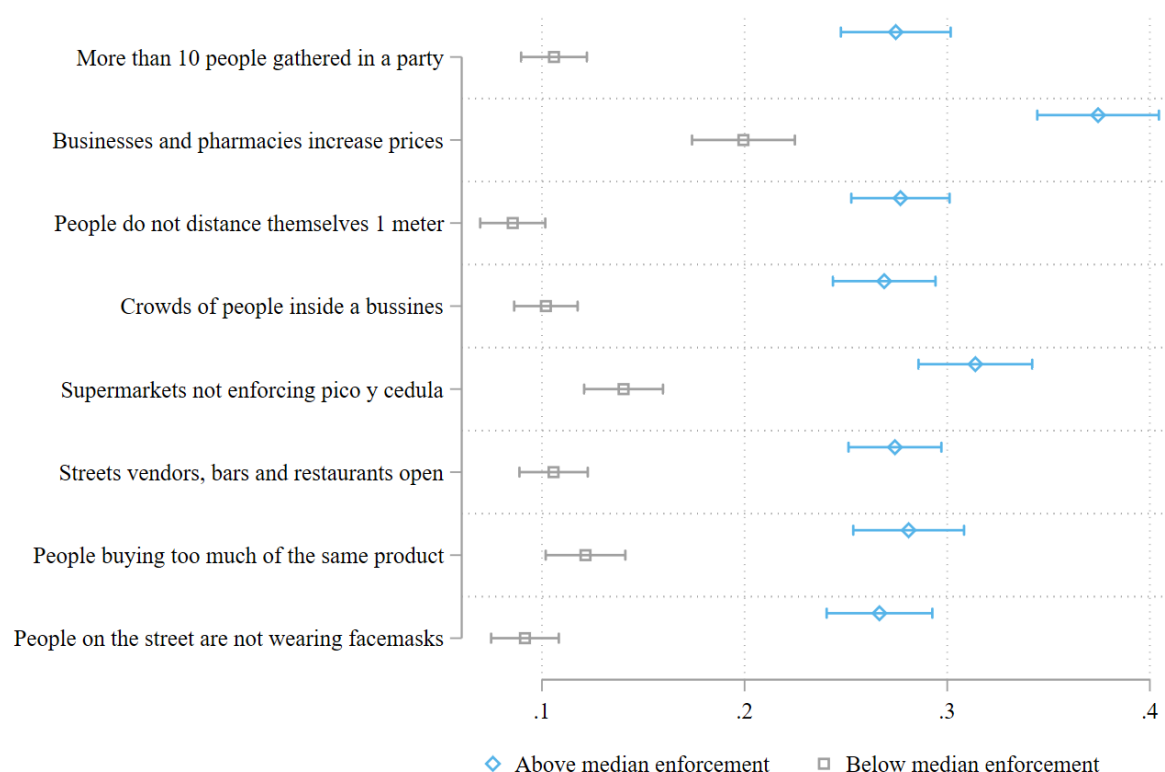 More than 10 people gathered in a party
Businesses and pharmacies increase prices
People do not distance themselves 1 meter
Crowds of people inside a bussines
Supermarkets not enforcing pico y cedula
Streets vendors, bars and restaurants open
People buying too much of the same product
People on the street are not wearing facemasks
.1 .2 .3 .4
Above median enforcement Below median enforcement